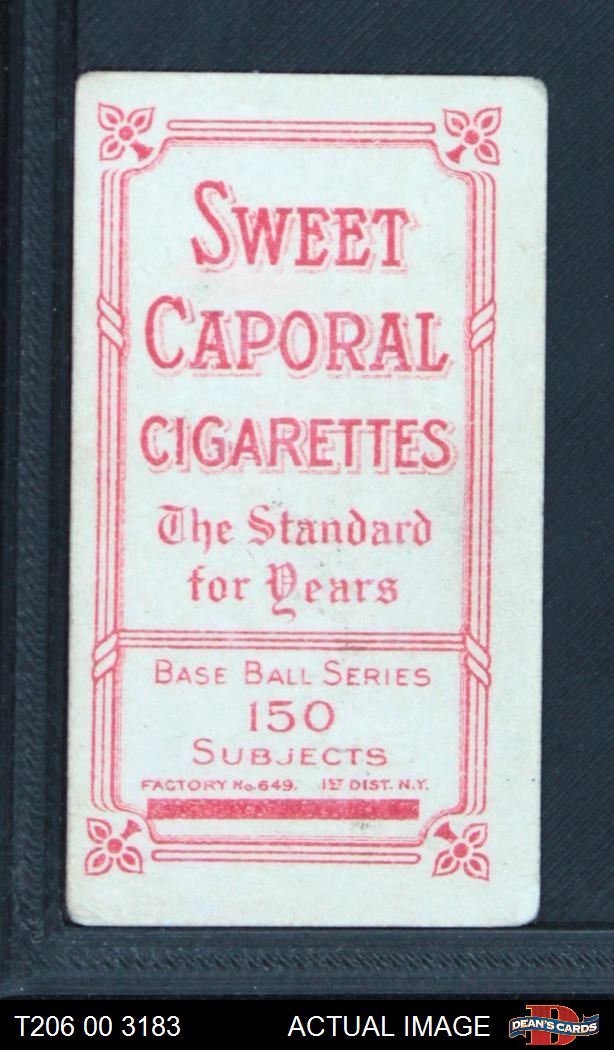 SWEET
CAPORAL
CIGARETTES
The Standard
for Years
BASE BALL SERIES
150
SUBJECTS
FACTORY No. 649. 1ST DIST. N.Y.
T206 00 3183 ACTUAL IMAGE
D
DEAN'S CARDS